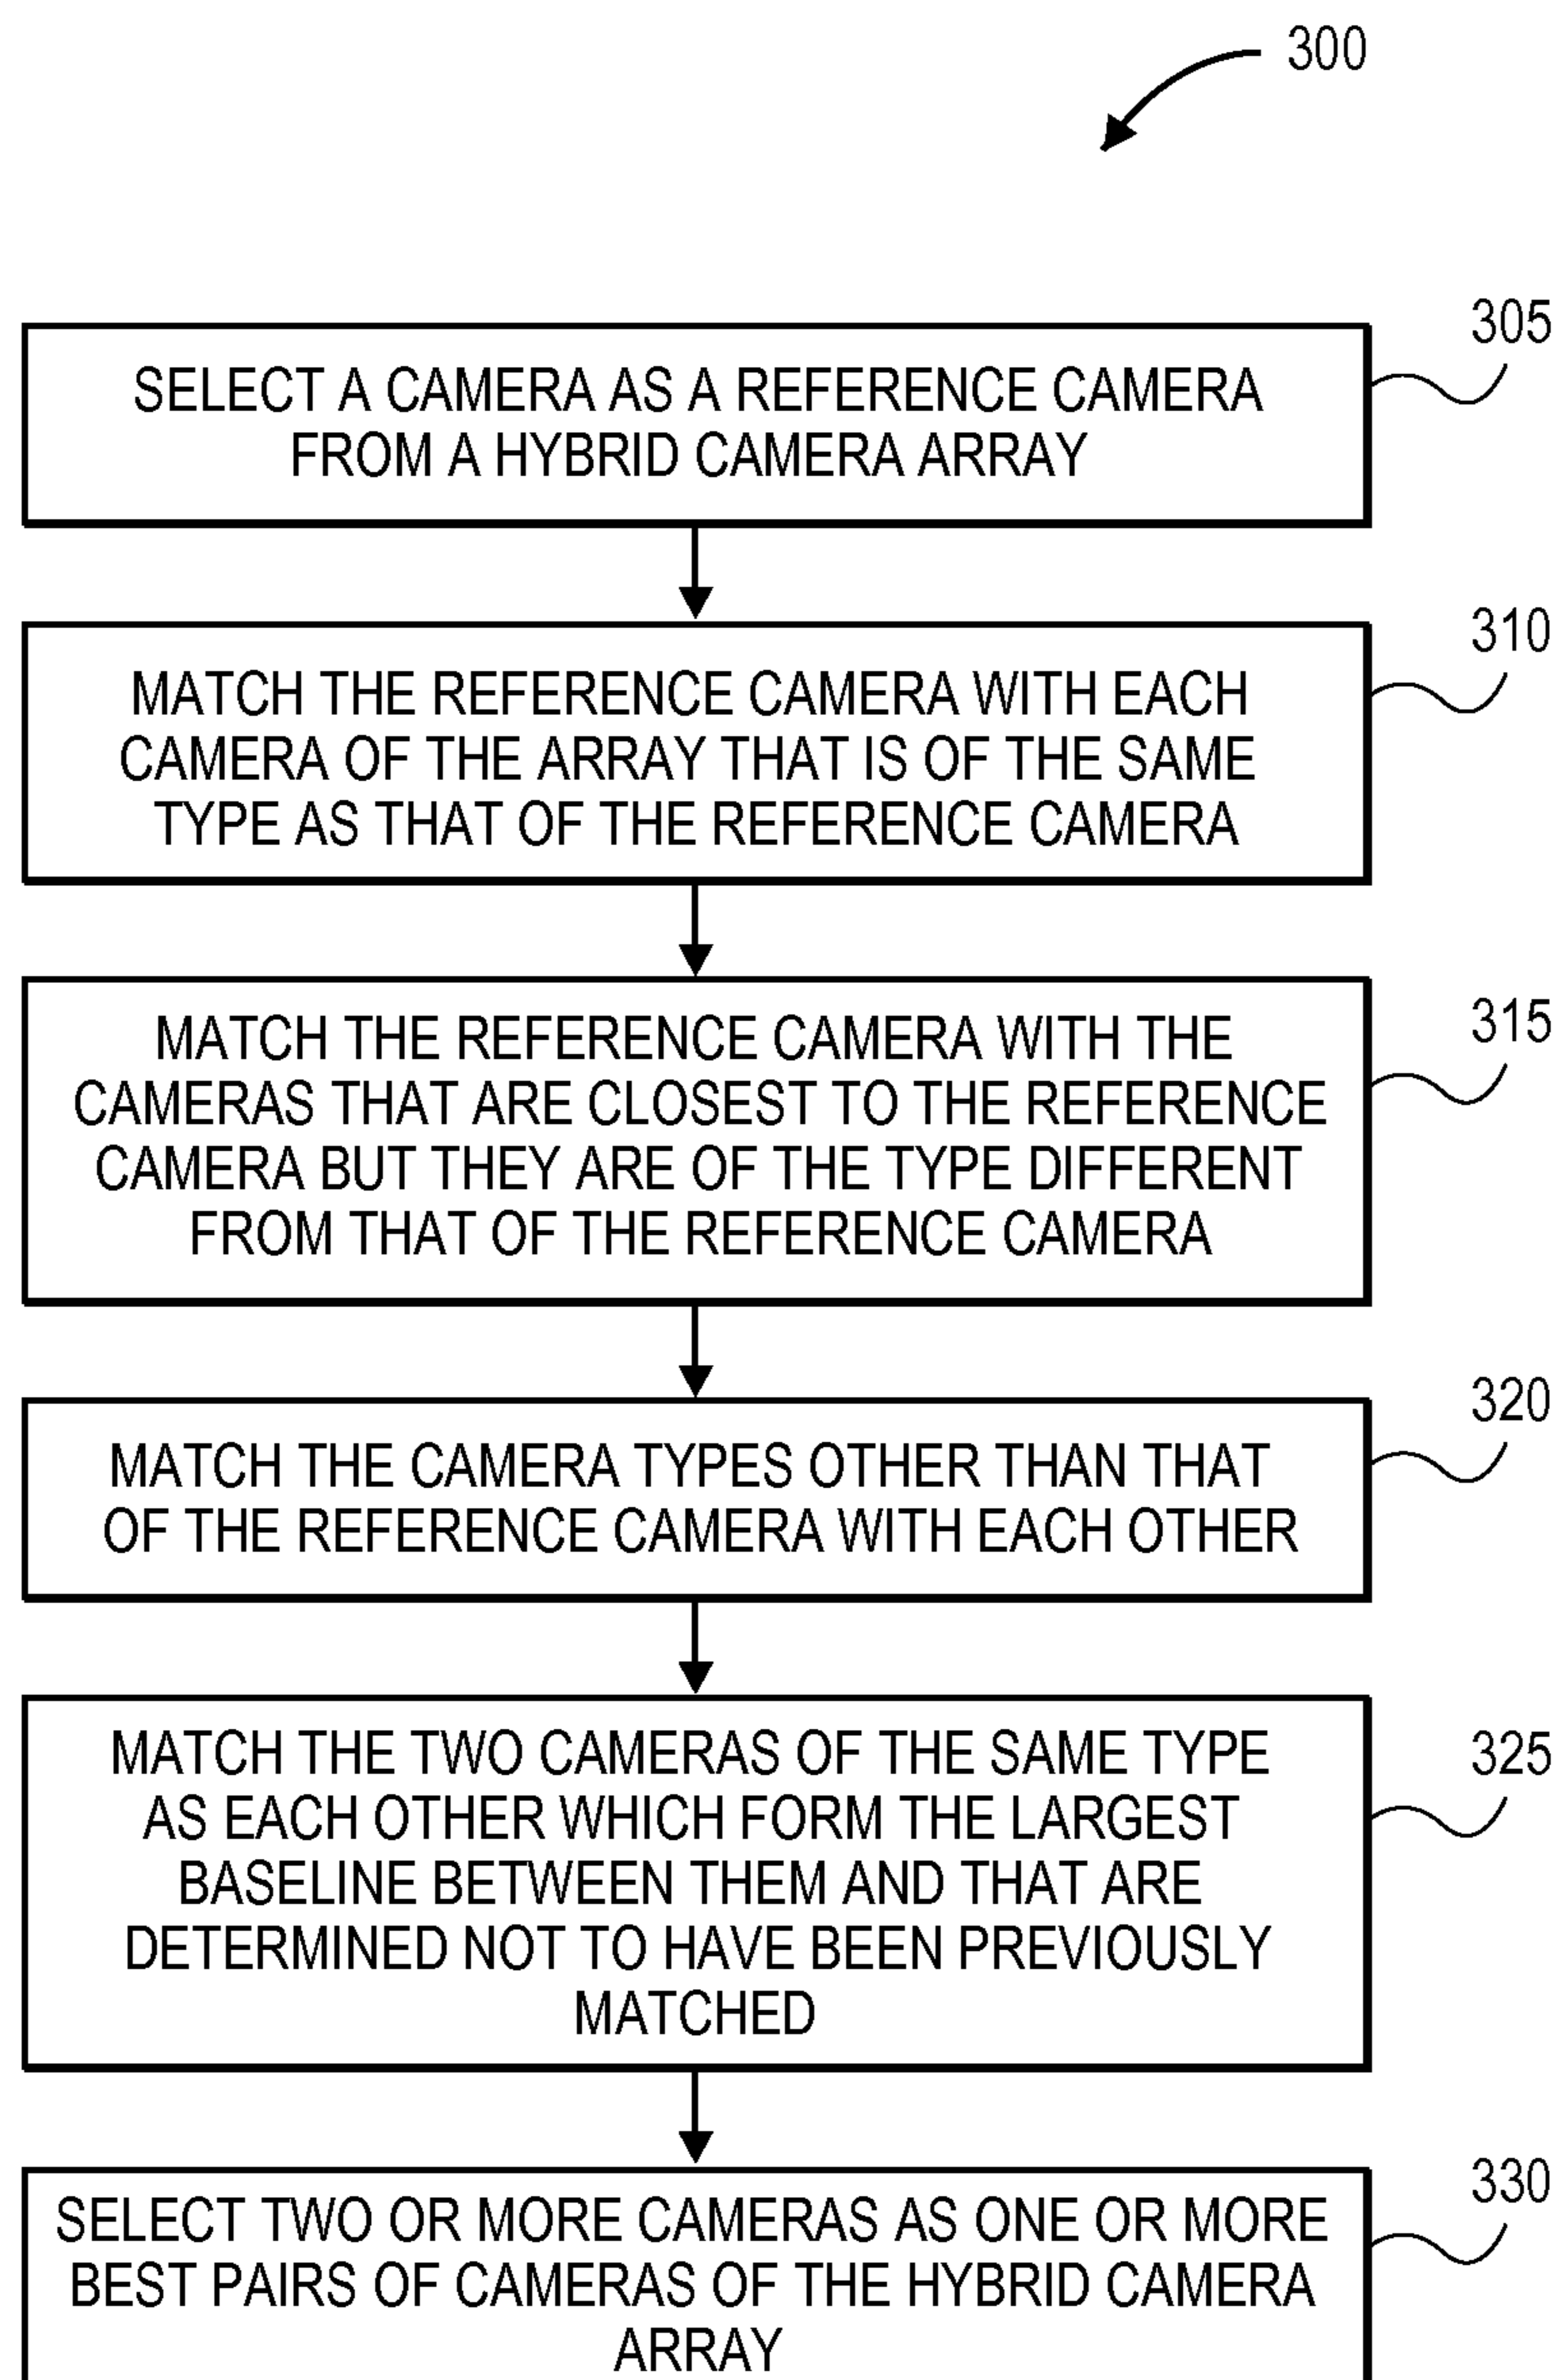 300
305
SELECT A CAMERA AS A REFERENCE CAMERA
FROM A HYBRID CAMERA ARRAY
310
MATCH THE REFERENCE CAMERA WITH EACH
CAMERA OF THE ARRAY THAT IS OF THE SAME
TYPE AS THAT OF THE REFERENCE CAMERA
315
MATCH THE REFERENCE CAMERA WITH THE
CAMERAS THAT ARE CLOSEST TO THE REFERENCE
CAMERA BUT THEY ARE OF THE TYPE DIFFERENT
FROM THAT OF THE REFERENCE CAMERA
320
MATCH THE CAMERA TYPES OTHER THAN THAT
OF THE REFERENCE CAMERA WITH EACH OTHER
325
MATCH THE TWO CAMERAS OF THE SAME TYPE
AS EACH OTHER WHICH FORM THE LARGEST
BASELINE BETWEEN THEM AND THAT ARE
DETERMINED NOT TO HAVE BEEN PREVIOUSLY
MATCHED
330
SELECT TWO OR MORE CAMERAS AS ONE OR MORE
BEST PAIRS OF CAMERAS OF THE HYBRID CAMERA
ARRAY